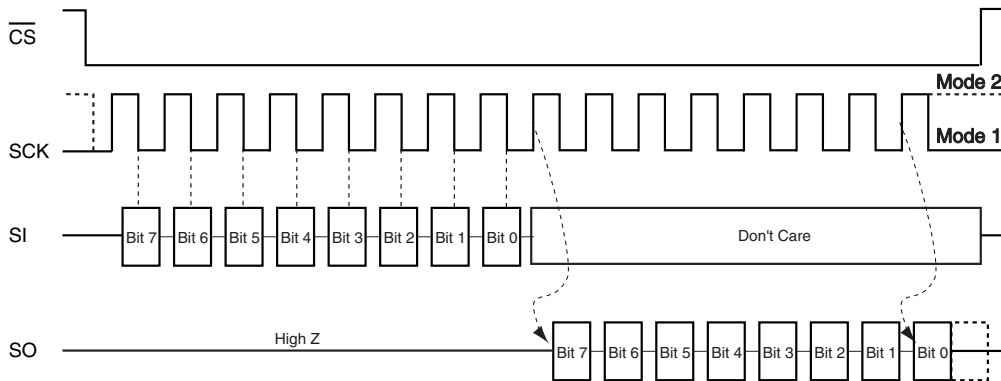 CS
Mode 2
SCK
Mode 1
SI
Bit 7 Bit 6 Bit 5 Bit 4 Bit 3 Bit 2 Bit 1 Bit 0 Don't Care
SO
High Z
Bit 7 Bit 6 Bit 5 Bit 4 Bit 3 Bit 2 Bit 1 Bit 0